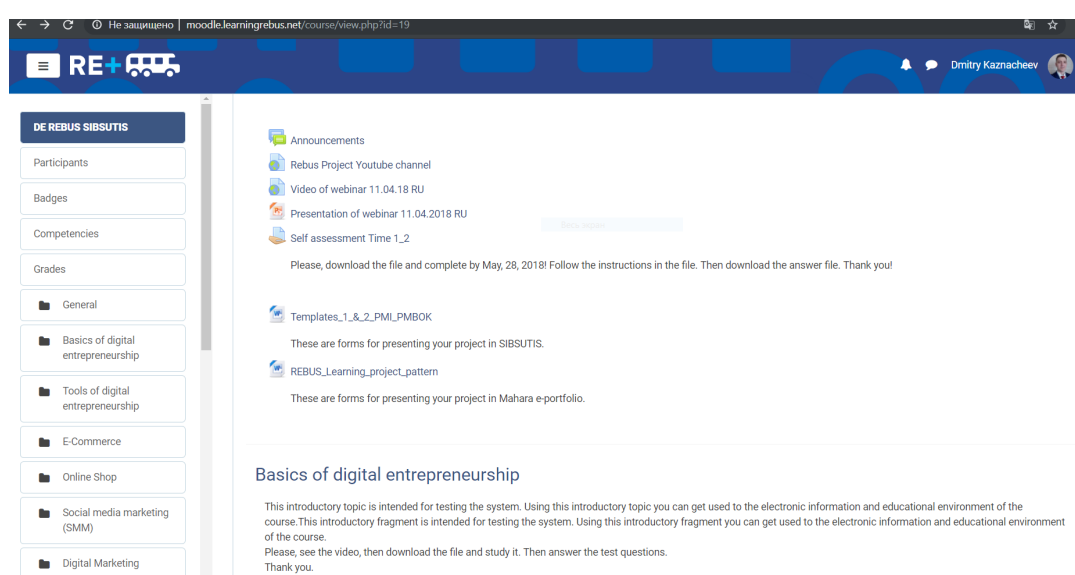 Не защищено | moodle.learningrebus.net/course/view.php?id=19
RE+
Dmitry Kaznacheev
DE REBUS SIBSUTIS
Participants
Badges
Competencies
Grades
General
Basics of digital
entrepreneurship
Tools of digital
entrepreneurship
E-Commerce
Online Shop
Social media marketing
(SMM)
Digital Marketing
Announcements
Rebus Project Youtube channel
Video of webinar 11.04.18 RU
Presentation of webinar 11.04.2018 RU
Self assessment Time 1_2
Please, download the file and complete by May, 28, 2018! Follow the instructions in the file. Then download the answer file. Thank you!
Templates_1_&_2_PMI_PMBOK
These are forms for presenting your project in SIBSUTIS.
REBUS_Learning_project_pattern
These are forms for presenting your project in Mahara e-portfolio.
Basics of digital entrepreneurship
This introductory topic is intended for testing the system. Using this introductory topic you can get used to the electronic information and educational environment of the
course.This introductory fragment is intended for testing the system. Using this introductory fragment you can get used to the electronic information and educational environment
of the course.
Please, see the video, then download the file and study it. Then answer the test questions.
Thank you.